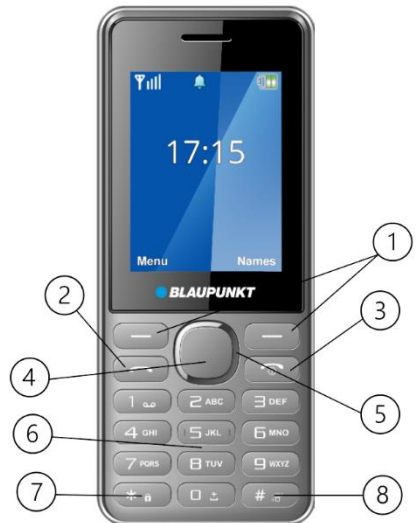 17:15
Menu Names
BLAUPUNKT
1
2
3
4
5
1 2 ABC 3 DEF
6
4 GHI 5 JKL 6 MNO
7 PQRS 8 TUV 9 WXYZ
7
* 0 #
8